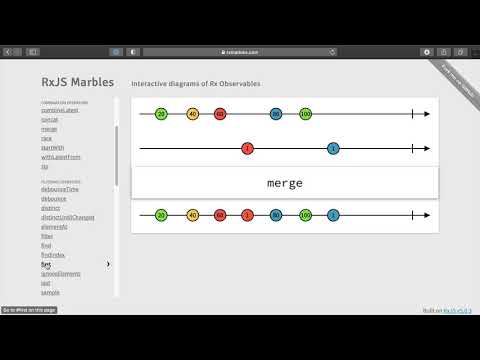 rxmarbles.com
RxJS Marbles
Interactive diagrams of Rx Observables
Fork me on GitHub
COMBINATION OPERATORS
combineLatest
concat
merge
race
startWith
withLatestFrom
zip
FILTERING OPERATORS
debounceTime
debounce
distinct
distinctUntilChanged
elementAt
filter
find
findIndex
first
ignoreElements
last
sample
20 40 60 80 100
1 1
merge
20 40 60 1 80 100 1
Go to #first on this page
Built on RxJS v5.0.3